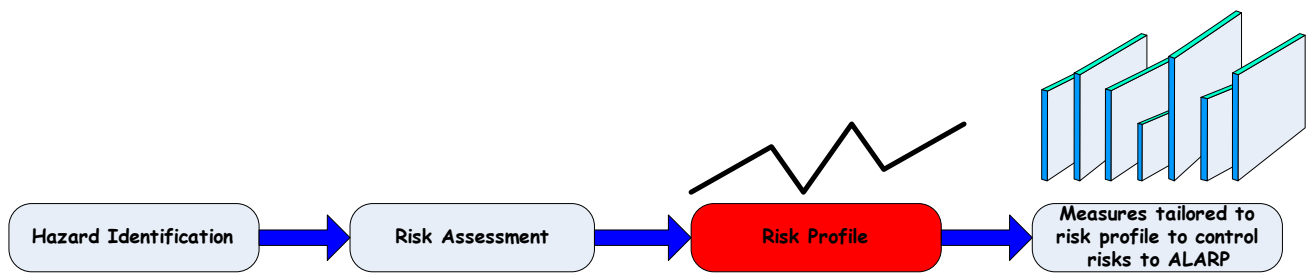 Hazard Identification
Risk Assessment
Risk Profile
Measures tailored to
risk profile to control
risks to ALARP